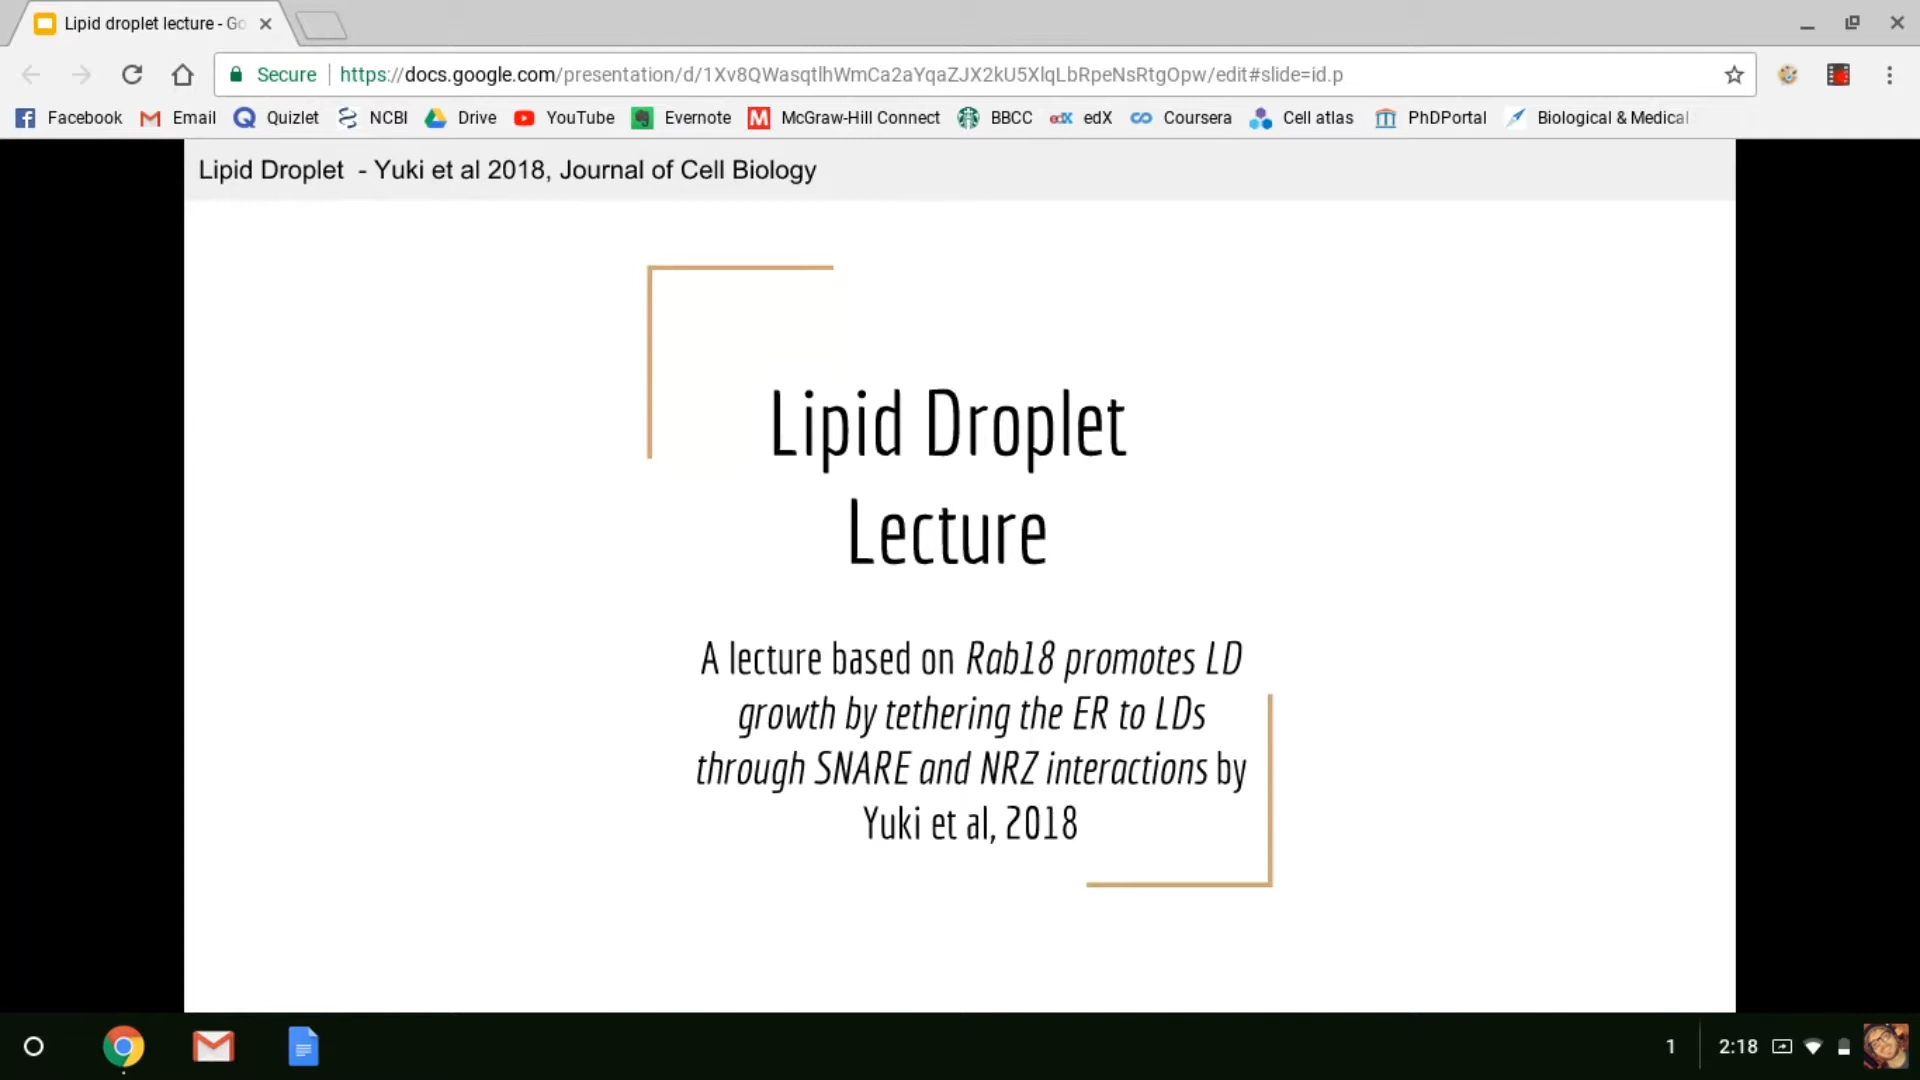 Lipid droplet lecture - Go
Secure https://docs.google.com/presentation/d/1Xv8QWasqtlhWmCa2aYqaZJX2kU5XlqLbRpeNsRtgOpw/edit#slide=id.p
Facebook Email Quizlet NCBI Drive YouTube Evernote McGraw-Hill Connect BBCC edX Coursera Cell atlas PhDPortal Biological & Medical
Lipid Droplet - Yuki et al 2018, Journal of Cell Biology
Lipid Droplet
Lecture
A lecture based on Rab18 promotes LD
growth by tethering the ER to LDs
through SNARE and NRZ interactions by
Yuki et al, 2018
1 2:18